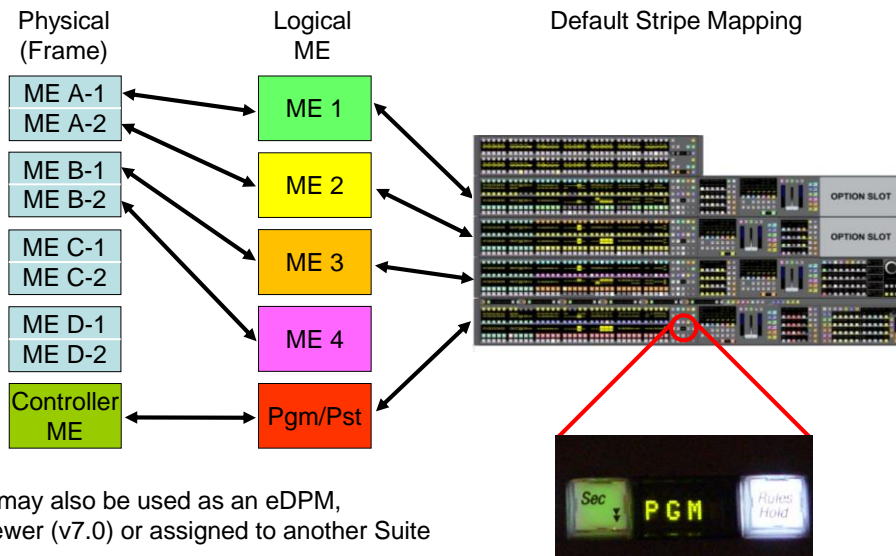 Physical
(Frame)
Logical
ME
Default Stripe Mapping
ME A-1
ME A-2
ME B-1
ME B-2
ME C-1
ME C-2
ME D-1
ME D-2
Controller
ME
ME 1
ME 2
ME 3
ME 4
Pgm/Pst
OPTION SLOT
OPTION SLOT
Sec
PGM
Rules
Hold
may also be used as an eDPM,
ewer (v7.0) or assigned to another Suite